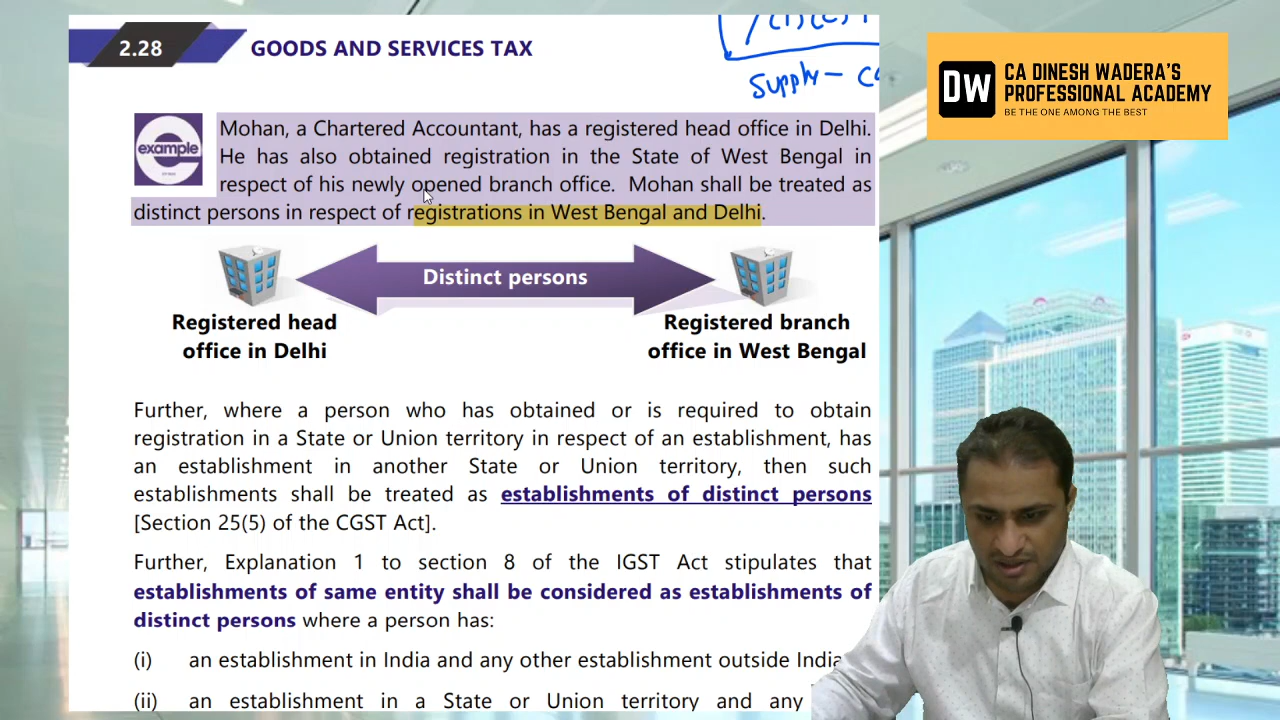 2.28 GOODS AND SERVICES TAX
Supply –
DW
CA DINESH WADERA'S
PROFESSIONAL ACADEMY
BE THE ONE AMONG THE BEST
example
Mohan, a Chartered Accountant, has a registered head office in Delhi.
He has also obtained registration in the State of West Bengal in
respect of his newly opened branch office. Mohan shall be treated as
distinct persons in respect of registrations in West Bengal and Delhi.
Distinct persons
Registered head
office in Delhi
Registered branch
office in West Bengal
Further, where a person who has obtained or is required to obtain
registration in a State or Union territory in respect of an establishment, has
an establishment in another State or Union territory, then such
establishments shall be treated as establishments of distinct persons
[Section 25(5) of the CGST Act].
Further, Explanation 1 to section 8 of the IGST Act stipulates that
establishments of same entity shall be considered as establishments of
distinct persons where a person has:
(i) an establishment in India and any other establishment outside India
(ii) an establishment in a State or Union territory and any